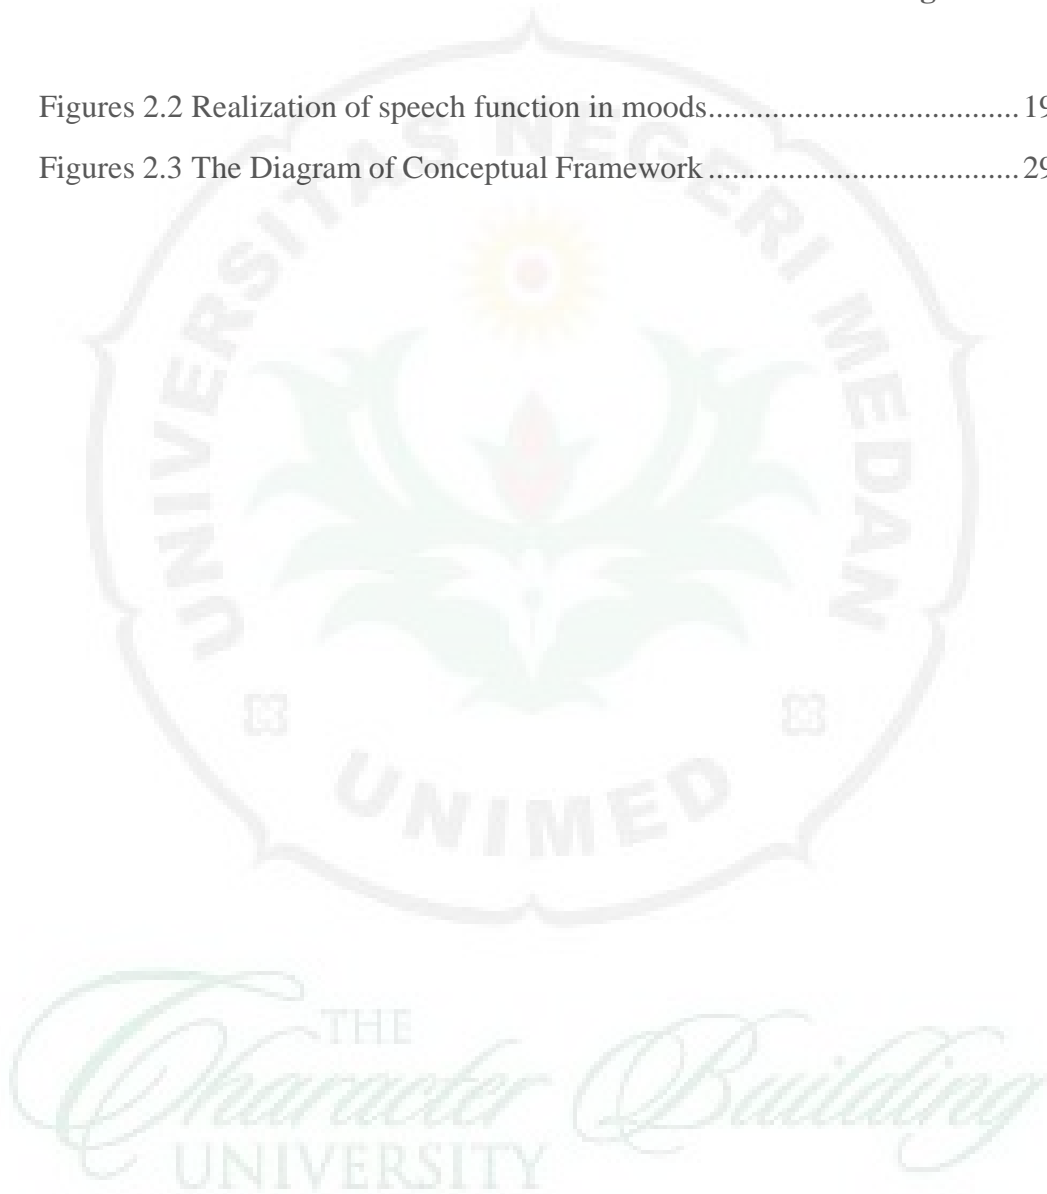 Figures 2.2 Realization of speech function in moods....................................... 19
Figures 2.3 The Diagram of Conceptual Framework ....................................... 29
UNIVERSITAS NEGERI MEDAN
UNIMED
THE
Character Building
UNIVERSITY